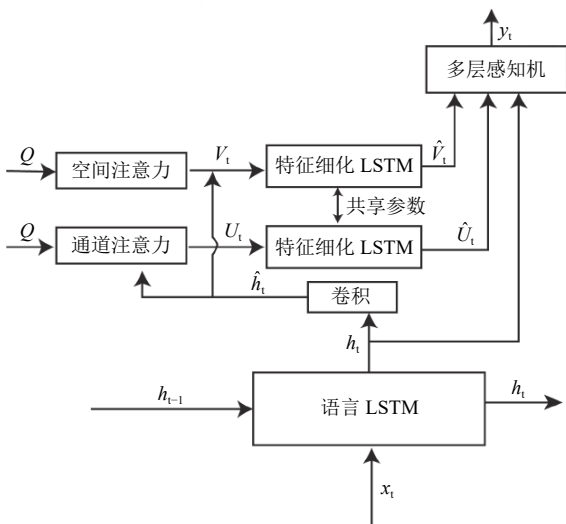 y_t
多层感知机
Q
空间注意力
V_t
特征细化 LSTM
V̂_t
共享参数
Q
通道注意力
U_t
特征细化 LSTM
Û_t
ĥ_t
卷积
h_t
h_{t−1}
语言 LSTM
h_t
x_t